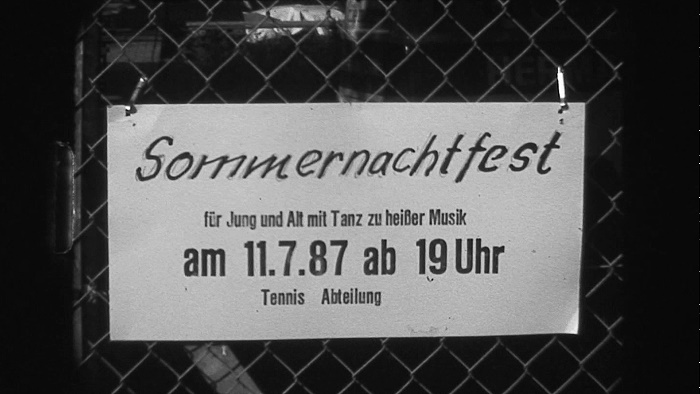 Sommernachtfest
für Jung und Alt mit Tanz zu heißer Musik
am 11.7.87 ab 19 Uhr
Tennis Abteilung